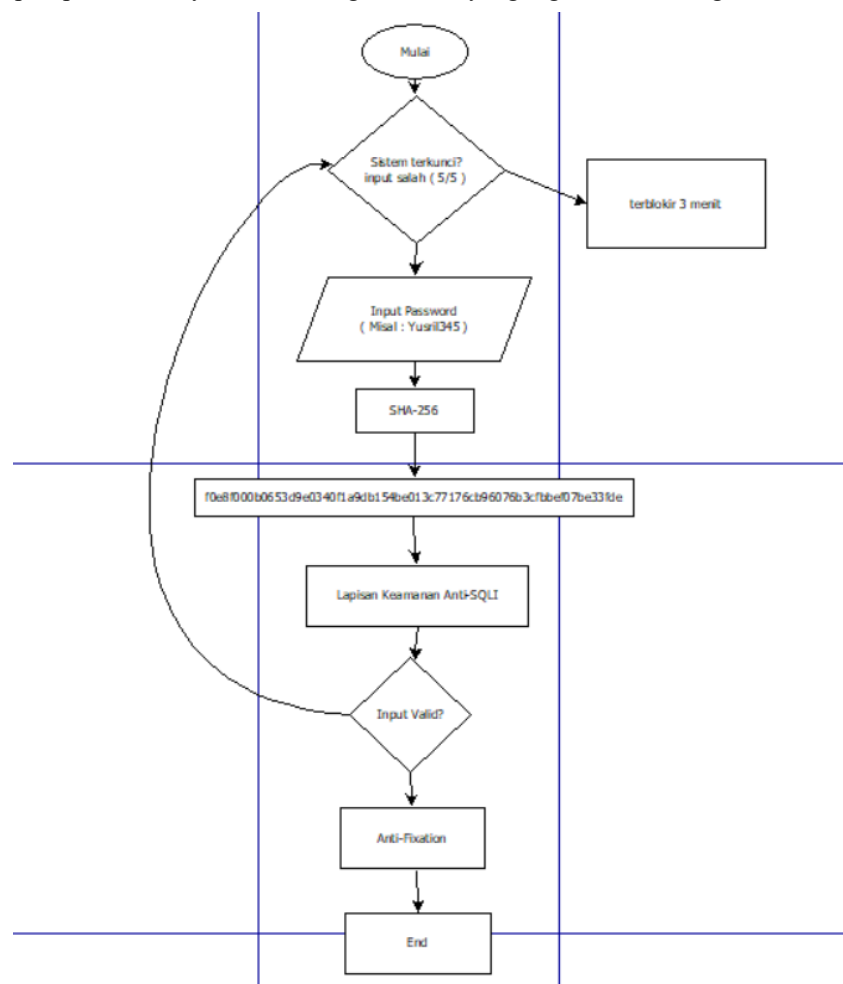 Mulai
Sistem terkunci?
input salah ( 5/5 )
terblokir 3 menit
Input Password
( Misal : Yusril345 )
SHA-256
f0e8f000b0653d9e0340f1a9db154be013c77176cb96076b3cfbbef07be33fde
Lapisan Keamanan Anti-SQLI
Input Valid?
Anti-Fixation
End